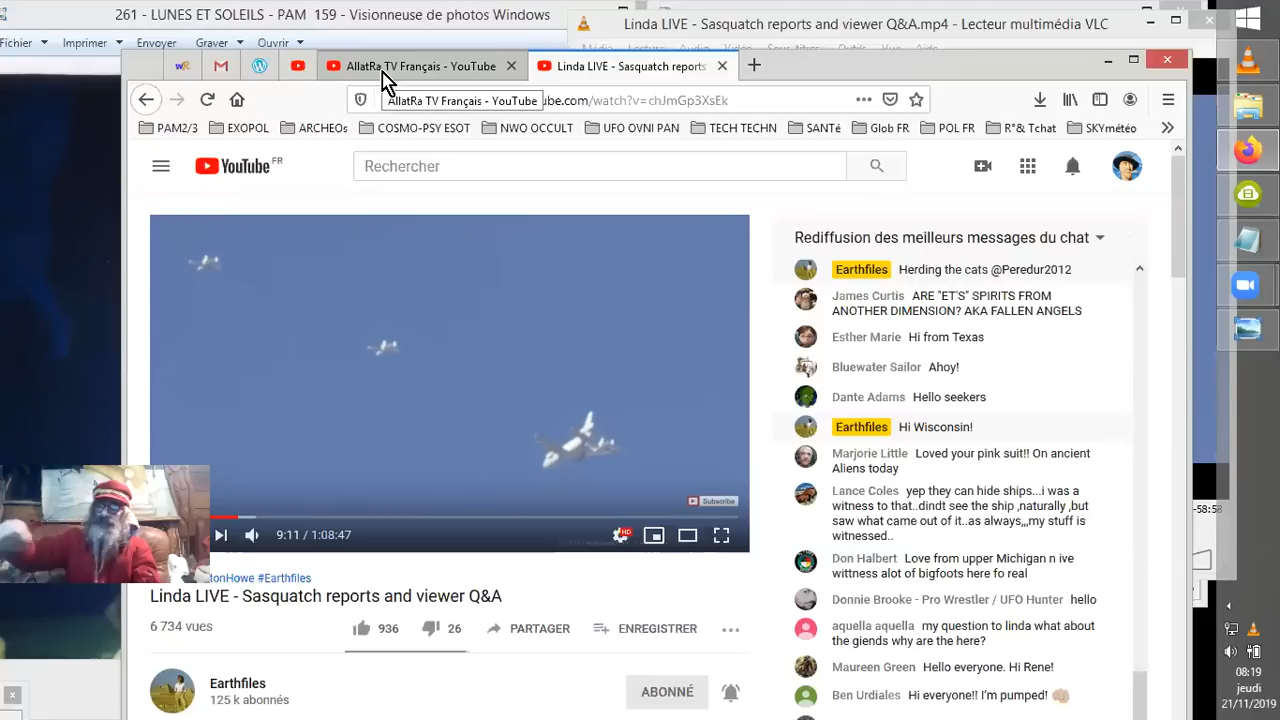 261 - LUNES ET SOLEILS - PAM 159 - Visionneuse de photos Windows
Linda LIVE - Sasquatch reports and viewer Q&A.mp4 - Lecteur multimédia VLC
Fichier
Imprimer
Envoyer
Graver
Ouvrir
AllatRa TV Français - YouTube
Linda LIVE - Sasquatch reports
AllatRa TV Français - YouTube
be.com/watch?v=chJmGp3XsEk
PAM2/3
EXOPOL
ARCHEOs
COSMO-PSY ESOT
NWO OCCULT
UFO OVNI PAN
TECH TECHN
SANTé
Glob FR
POL FR
R°& Tchat
SKYmétéo
YouTube FR
Rechercher
Rediffusion des meilleurs messages du chat
Earthfiles Herding the cats @Peredur2012
James Curtis ARE "ET'S" SPIRITS FROM
ANOTHER DIMENSION? AKA FALLEN ANGELS
Esther Marie Hi from Texas
Bluewater Sailor Ahoy!
Dante Adams Hello seekers
Earthfiles Hi Wisconsin!
Marjorie Little Loved your pink suit!! On ancient
Aliens today
Lance Coles yep they can hide ships...i was a
witness to that..dindt see the ship ,naturally ,but
saw what came out of it..as always,,,my stuff is
witnessed..
Don Halbert Love from upper Michigan n ive
wittness alot of bigfoots here fo real
Donnie Brooke - Pro Wrestler / UFO Hunter hello
aquella aquella my question to linda what about
the giends why are the here?
Maureen Green Hello everyone. Hi Rene!
Ben Urdiales Hi everyone!! I'm pumped!
Subscribe
9:11 / 1:08:47
HD
tonHowe #Earthfiles
Linda LIVE - Sasquatch reports and viewer Q&A
6 734 vues
936
26
PARTAGER
ENREGISTRER
Earthfiles
125 k abonnés
ABONNÉ
-58:58
08:19
jeudi
21/11/2019